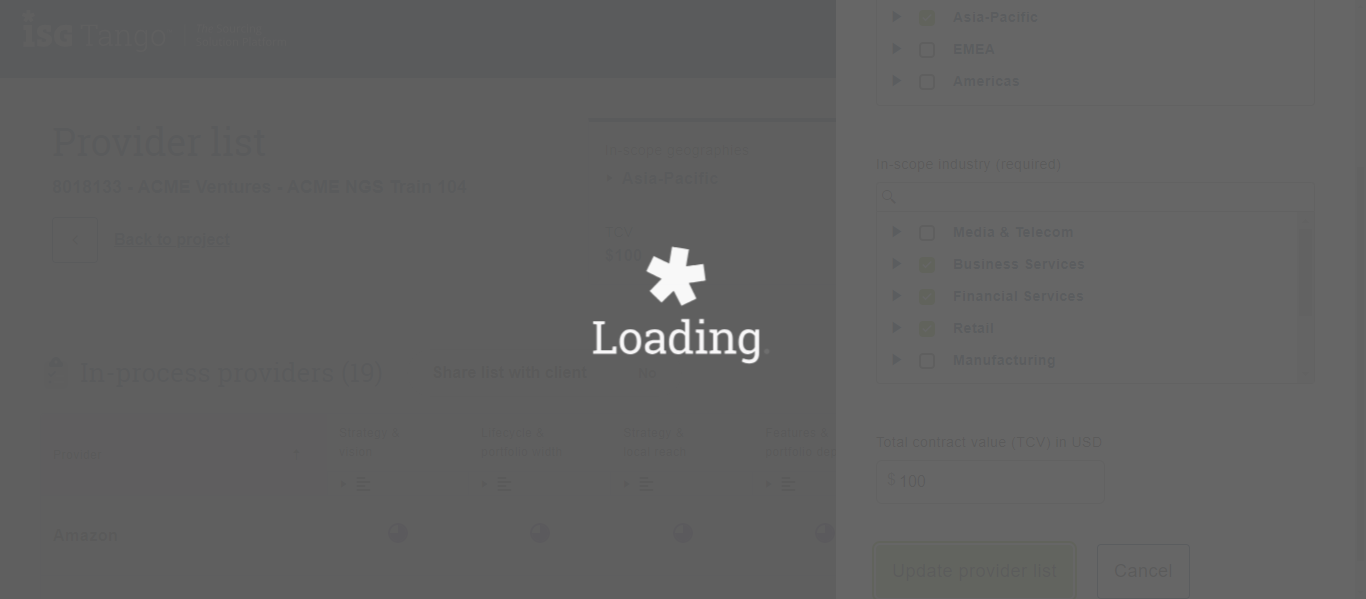 isG Tango
Provider list
8018133 - ACME Ventures - ACME NGS Train 104
Back to project
In-scope geographies
Asia-Pacific
TCV
$100
Loading.
In-process providers (19)
Share list with client
No
Amazon
Asia-Pacific
EMEA
Americas
In-scope industry (required)
Media & Telecom
Business Services
Financial Services
Retail
Manufacturing
Total contract value (TCV) in USD
$ 100
Update provider list
Cancel